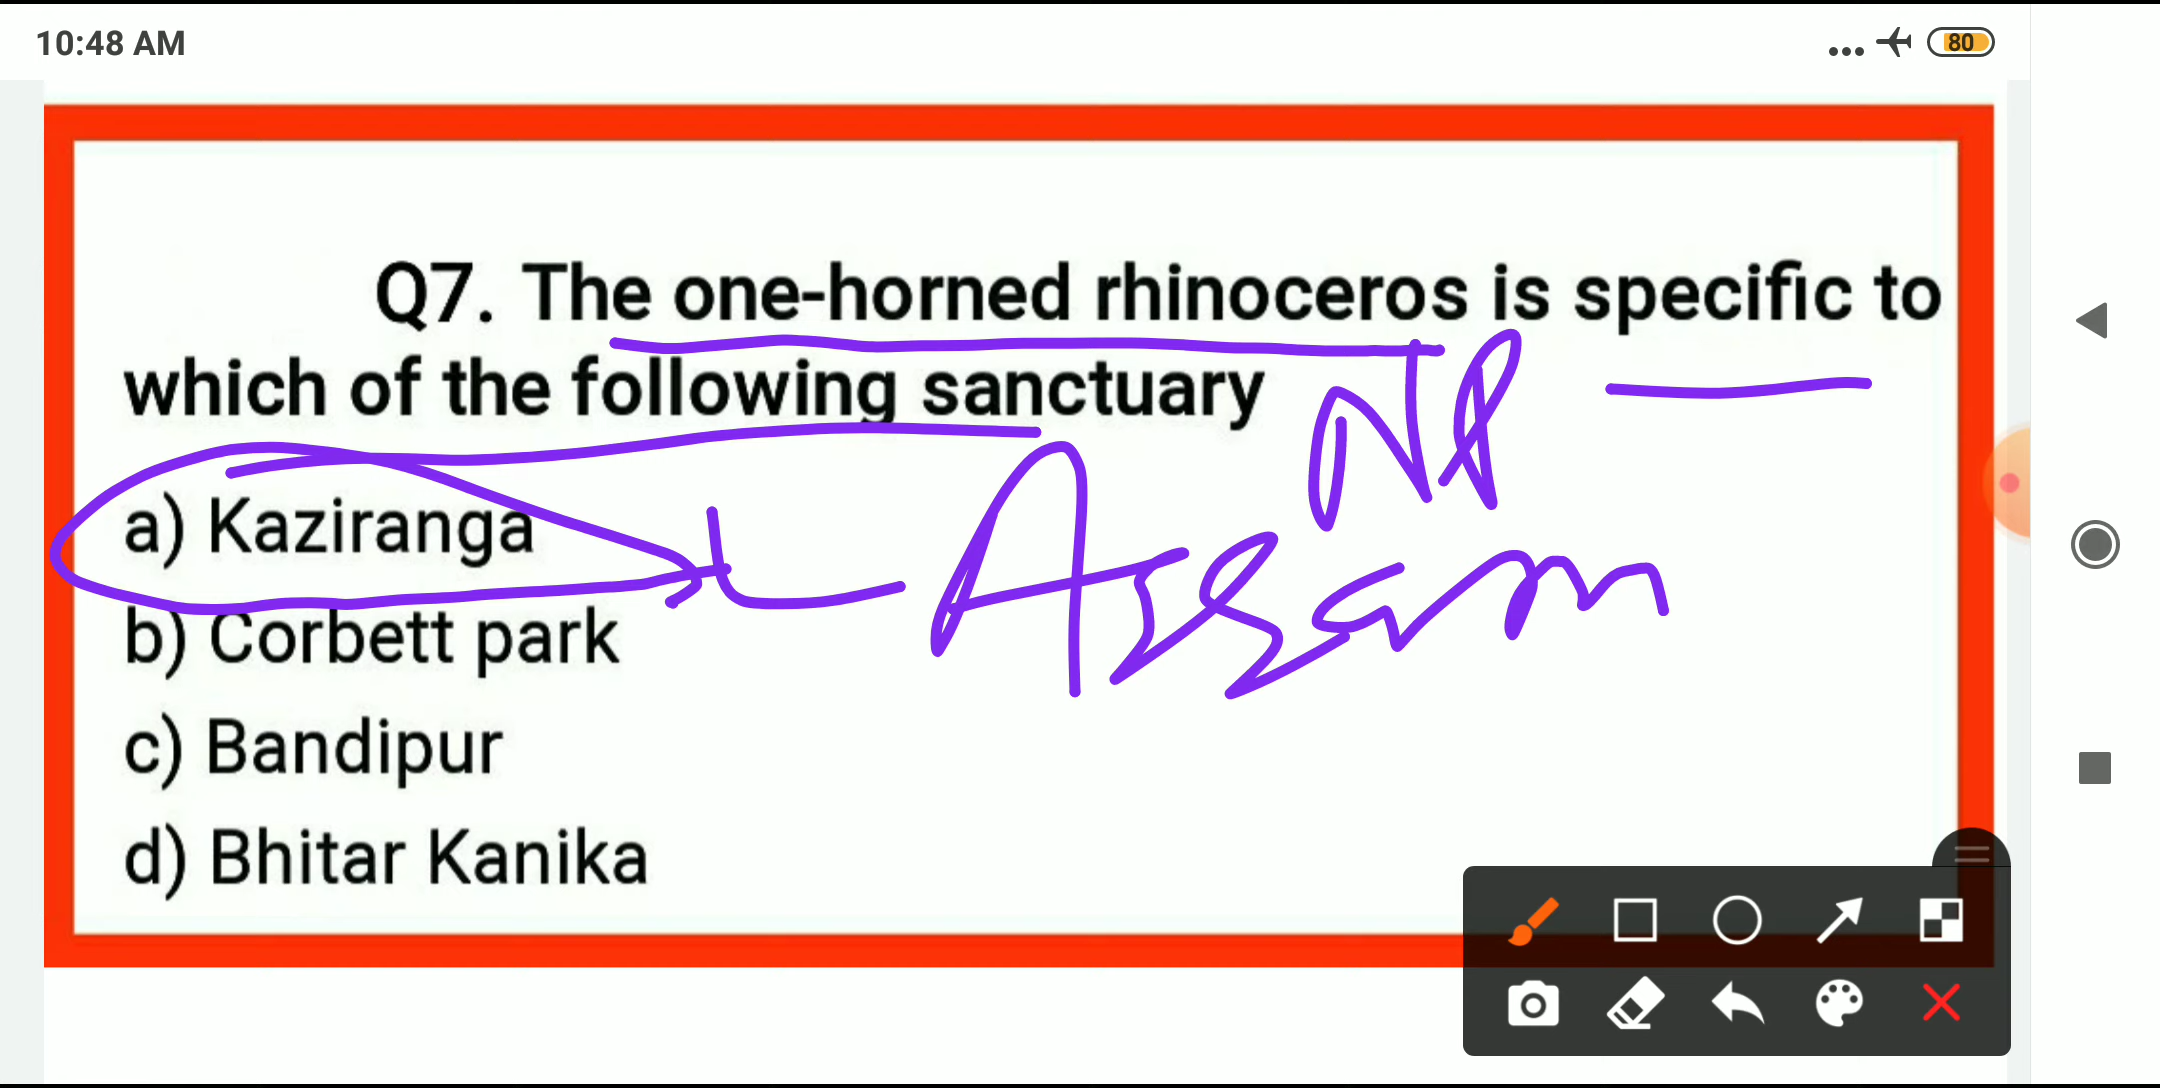 10:48 AM
80
Q7. The one-horned rhinoceros is specific to
which of the following sanctuary
NP
a) Kaziranga
Assam
b) Corbett park
c) Bandipur
d) Bhitar Kanika